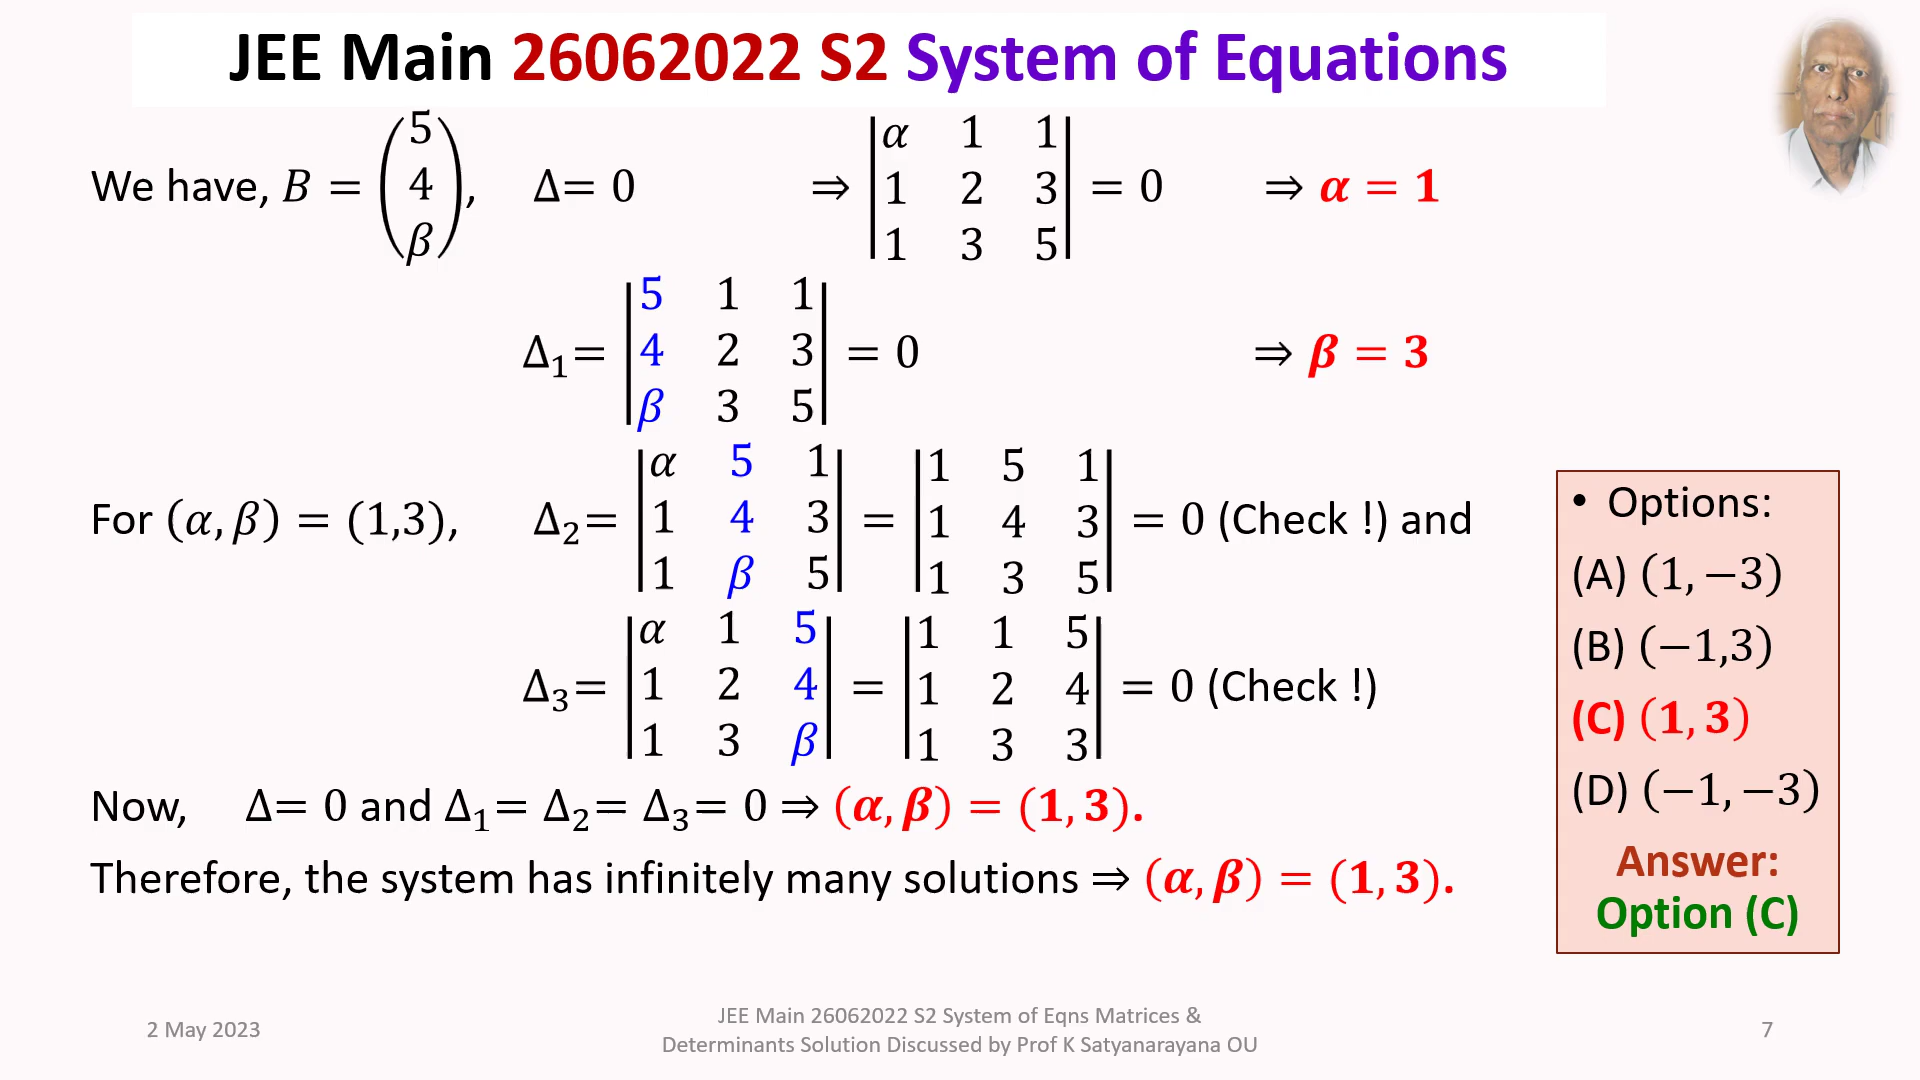 JEE Main 26062022 S2 System of Equations
We have, B = (5 4 β), Δ= 0 ⇒ |α 1 1; 1 2 3; 1 3 5| = 0 ⇒ α = 1
Δ₁= |5 1 1; 4 2 3; β 3 5| = 0 ⇒ β = 3
For (α, β) = (1,3), Δ₂= |α 5 1; 1 4 3; 1 β 5| = |1 5 1; 1 4 3; 1 3 5| = 0 (Check !) and
Δ₃= |α 1 5; 1 2 4; 1 3 β| = |1 1 5; 1 2 4; 1 3 3| = 0 (Check !)
Now, Δ= 0 and Δ₁= Δ₂= Δ₃= 0 ⇒ (α, β) = (1, 3).
Therefore, the system has infinitely many solutions ⇒ (α, β) = (1, 3).
• Options:
(A) (1, −3)
(B) (−1,3)
(C) (1, 3)
(D) (−1, −3)
Answer:
Option (C)
2 May 2023
JEE Main 26062022 S2 System of Eqns Matrices &
Determinants Solution Discussed by Prof K Satyanarayana OU
7